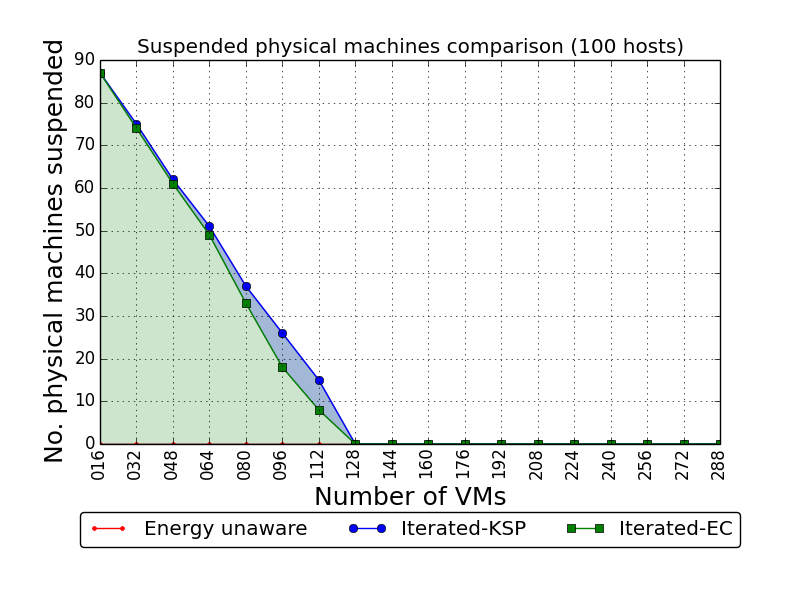 Suspended physical machines comparison (100 hosts)
No. physical machines suspended
90
80
70
60
50
40
30
20
10
0
016 032 048 064 080 096 112 128 144 160 176 192 208 224 240 256 272 288
Number of VMs
Energy unaware Iterated-KSP Iterated-EC